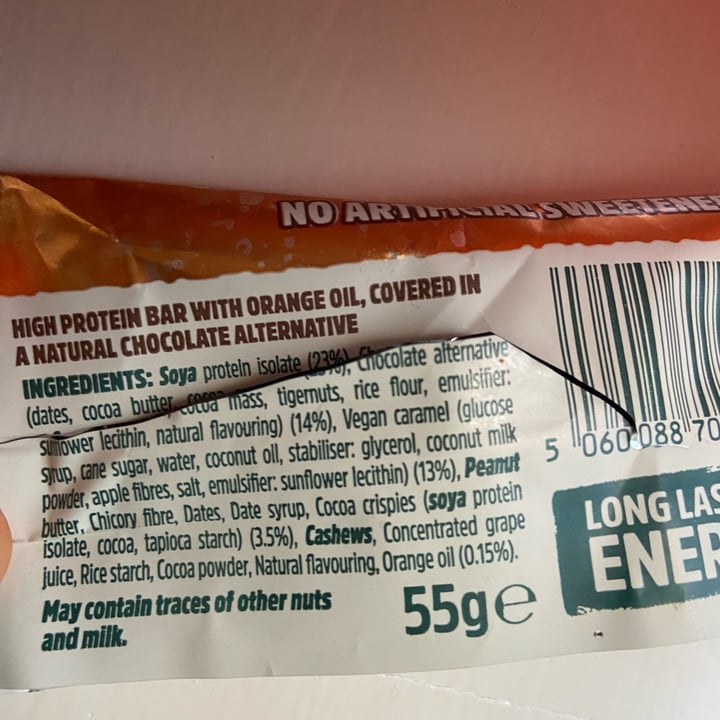 NO ARTIFICIAL SWEETENE
HIGH PROTEIN BAR WITH ORANGE OIL, COVERED IN
A NATURAL CHOCOLATE ALTERNATIVE
INGREDIENTS: Soya protein isolate (23%), Chocolate alternative
(dates, cocoa butter, cocoa mass, tigernuts, rice flour, emulsifier:
sunflower lecithin, natural flavouring) (14%), Vegan caramel (glucose
syrup, cane sugar, water, coconut oil, stabiliser: glycerol, coconut milk
powder, apple fibres, salt, emulsifier: sunflower lecithin) (13%), Peanut
butter, Chicory fibre, Dates, Date syrup, Cocoa crispies (soya protein
isolate, cocoa, tapioca starch) (3.5%), Cashews, Concentrated grape
juice, Rice starch, Cocoa powder, Natural flavouring, Orange oil (0.15%).
May contain traces of other nuts
and milk.
55g e
5 060088 70
LONG LAS
ENER